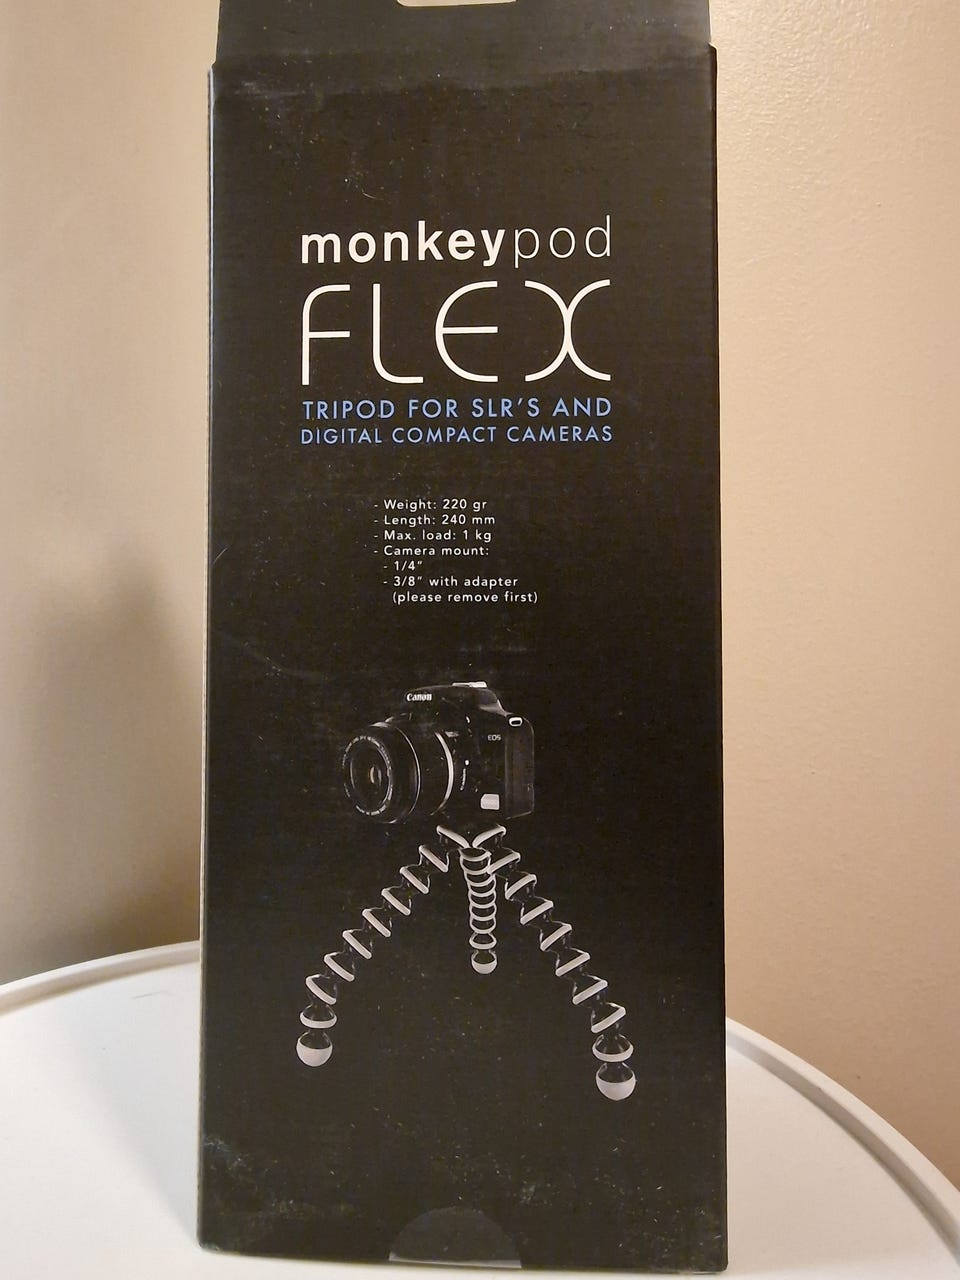 monkeypod
FLEX
TRIPOD FOR SLR'S AND
DIGITAL COMPACT CAMERAS
- Weight: 220 gr
- Length: 240 mm
- Max. load: 1 kg
- Camera mount:
- 1/4"
- 3/8" with adapter
(please remove first)
Canon
EOS